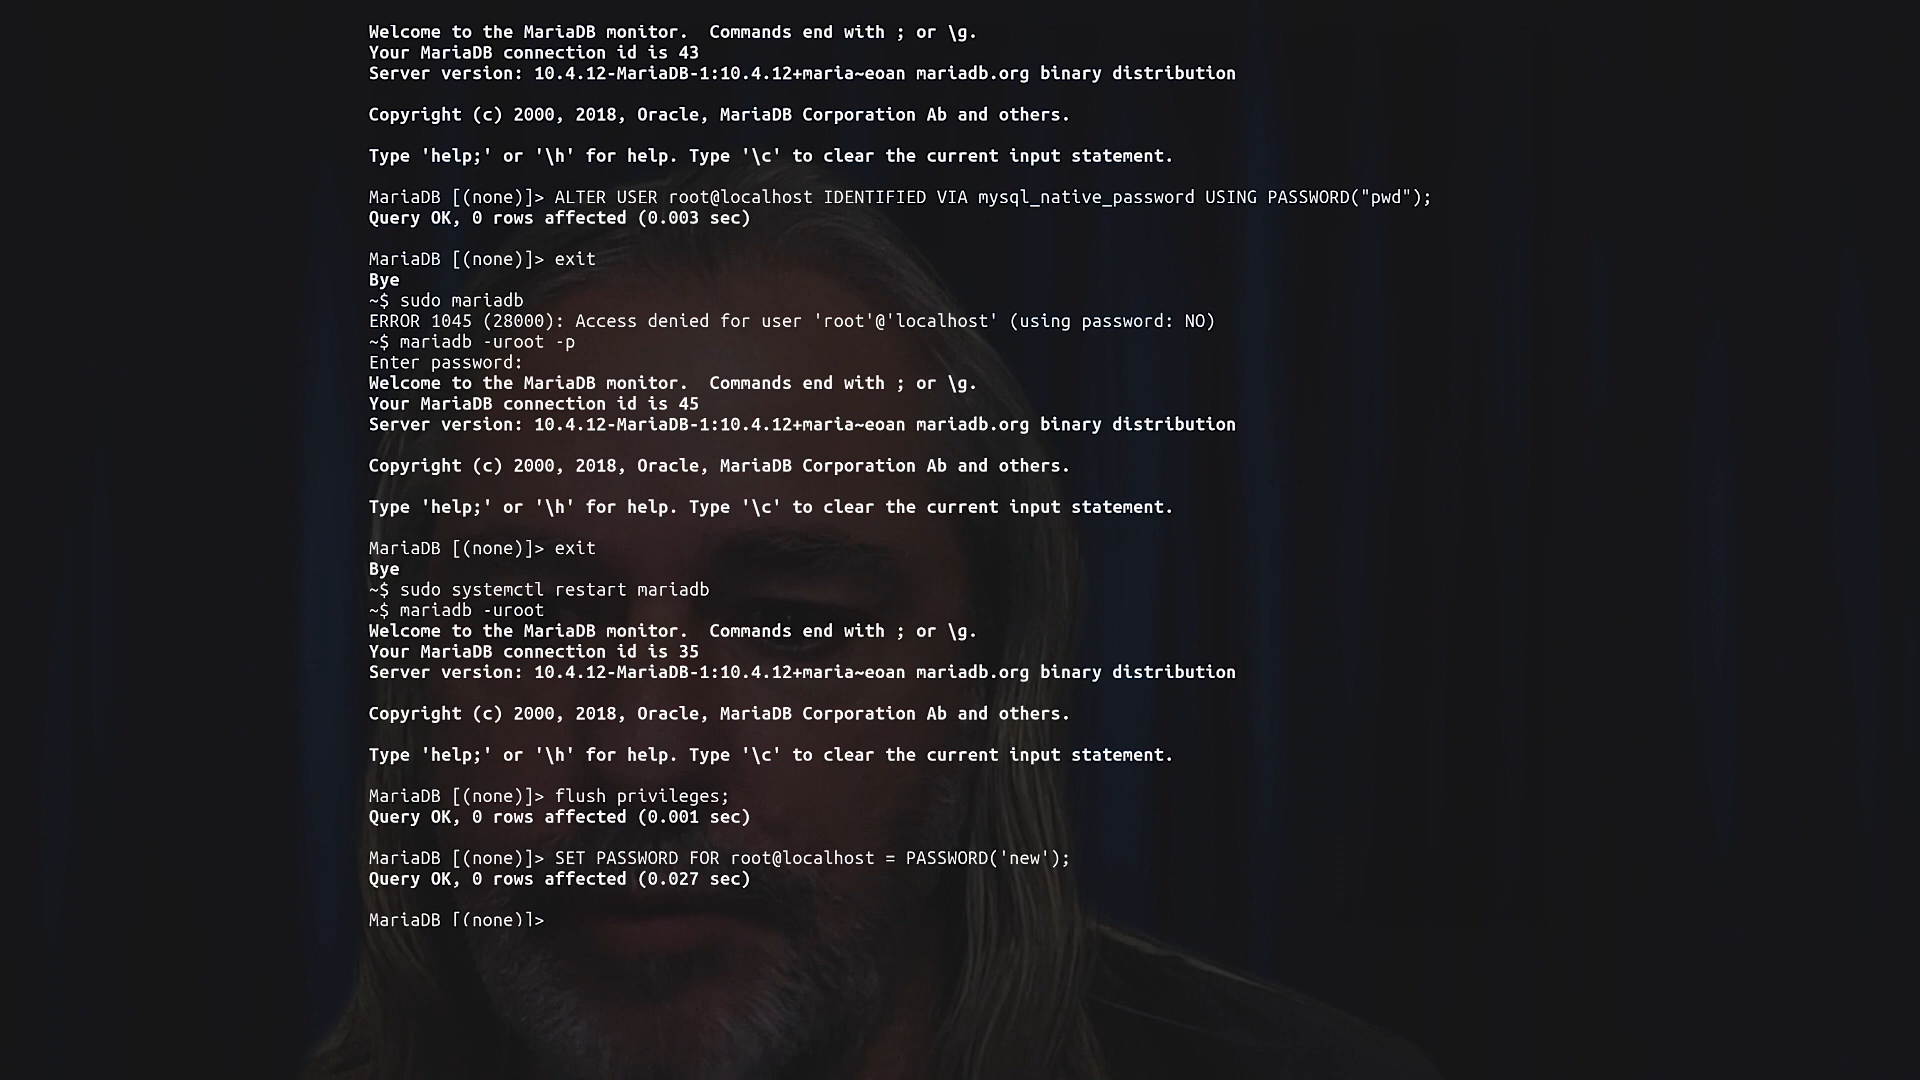 Welcome to the MariaDB monitor.  Commands end with ; or \g.
Your MariaDB connection id is 43
Server version: 10.4.12-MariaDB-1:10.4.12+maria~eoan mariadb.org binary distribution
Copyright (c) 2000, 2018, Oracle, MariaDB Corporation Ab and others.
Type 'help;' or '\h' for help. Type '\c' to clear the current input statement.
MariaDB [(none)]> ALTER USER root@localhost IDENTIFIED VIA mysql_native_password USING PASSWORD("pwd");
Query OK, 0 rows affected (0.003 sec)
MariaDB [(none)]> exit
Bye
~$ sudo mariadb
ERROR 1045 (28000): Access denied for user 'root'@'localhost' (using password: NO)
~$ mariadb -uroot -p
Enter password:
Welcome to the MariaDB monitor.  Commands end with ; or \g.
Your MariaDB connection id is 45
Server version: 10.4.12-MariaDB-1:10.4.12+maria~eoan mariadb.org binary distribution
Copyright (c) 2000, 2018, Oracle, MariaDB Corporation Ab and others.
Type 'help;' or '\h' for help. Type '\c' to clear the current input statement.
MariaDB [(none)]> exit
Bye
~$ sudo systemctl restart mariadb
~$ mariadb -uroot
Welcome to the MariaDB monitor.  Commands end with ; or \g.
Your MariaDB connection id is 35
Server version: 10.4.12-MariaDB-1:10.4.12+maria~eoan mariadb.org binary distribution
Copyright (c) 2000, 2018, Oracle, MariaDB Corporation Ab and others.
Type 'help;' or '\h' for help. Type '\c' to clear the current input statement.
MariaDB [(none)]> flush privileges;
Query OK, 0 rows affected (0.001 sec)
MariaDB [(none)]> SET PASSWORD FOR root@localhost = PASSWORD('new');
Query OK, 0 rows affected (0.027 sec)
MariaDB [(none)]>